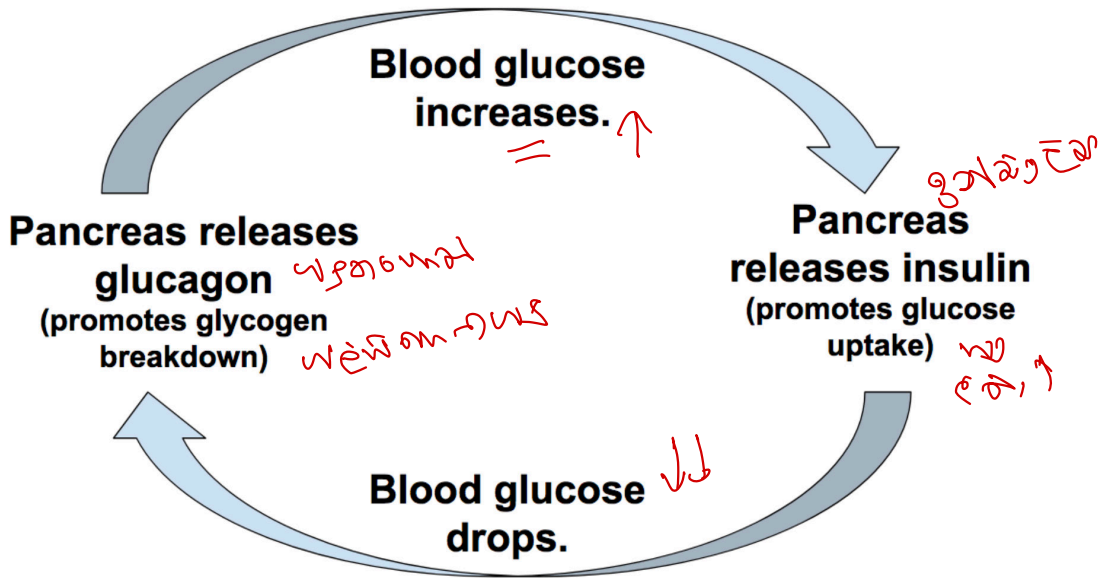 Blood glucose
increases. ↑
Pancreas releases
glucagon
(promotes glycogen
breakdown)
Pancreas
releases insulin
(promotes glucose
uptake)
Blood glucose ↓↓
drops.